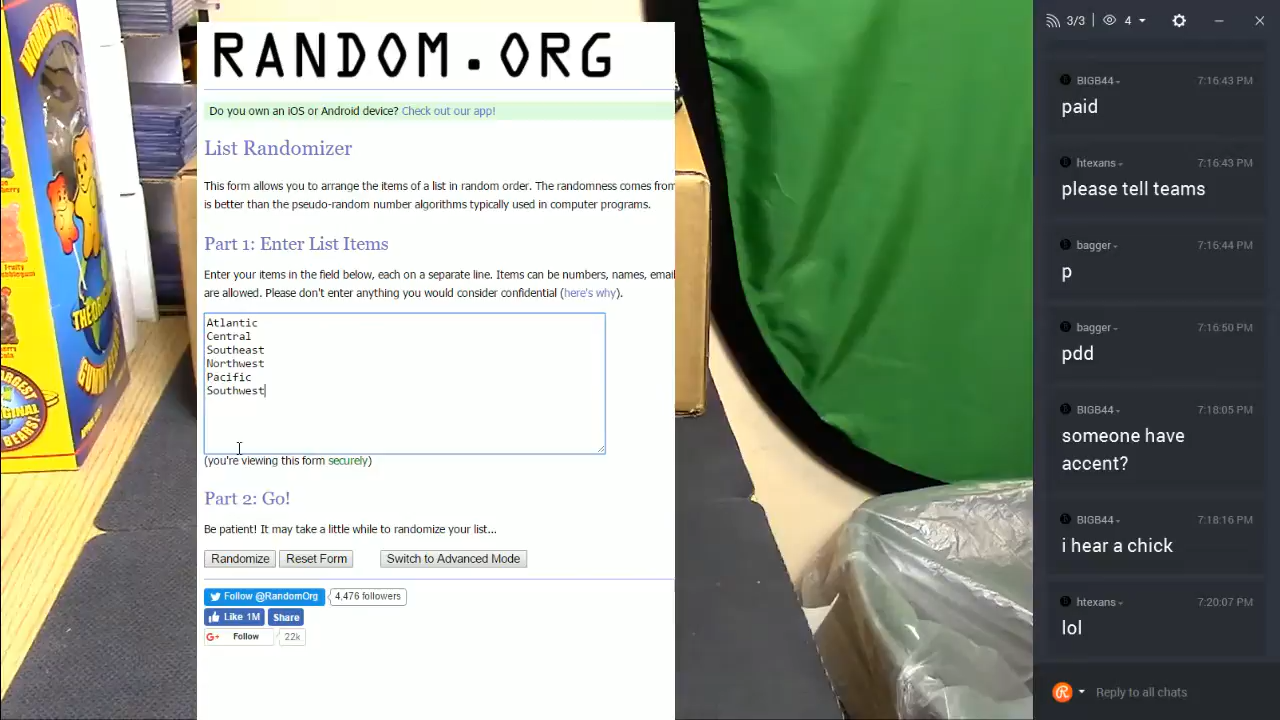 RANDOM.ORG
Do you own an iOS or Android device? Check out our app!
List Randomizer
This form allows you to arrange the items of a list in random order. The randomness comes from
is better than the pseudo-random number algorithms typically used in computer programs.
Part 1: Enter List Items
Enter your items in the field below, each on a separate line. Items can be numbers, names, email
are allowed. Please don't enter anything you would consider confidential (here's why).
Atlantic
Central
Southeast
Northwest
Pacific
Southwest
(you're viewing this form securely)
Part 2: Go!
Be patient! It may take a little while to randomize your list...
Randomize Reset Form Switch to Advanced Mode
Follow @RandomOrg 4,476 followers
Like 1M Share
G+ Follow 22k
WORLD'S LARGEST
THE ORIGINAL
GUMMY
LARGEST
ORIGINAL
BEARS
3/3 4
BIGB44 7:16:43 PM
paid
htexans 7:16:43 PM
please tell teams
bagger 7:16:44 PM
p
bagger 7:16:50 PM
pdd
BIGB44 7:18:05 PM
someone have
accent?
BIGB44 7:18:16 PM
i hear a chick
htexans 7:20:07 PM
lol
Reply to all chats